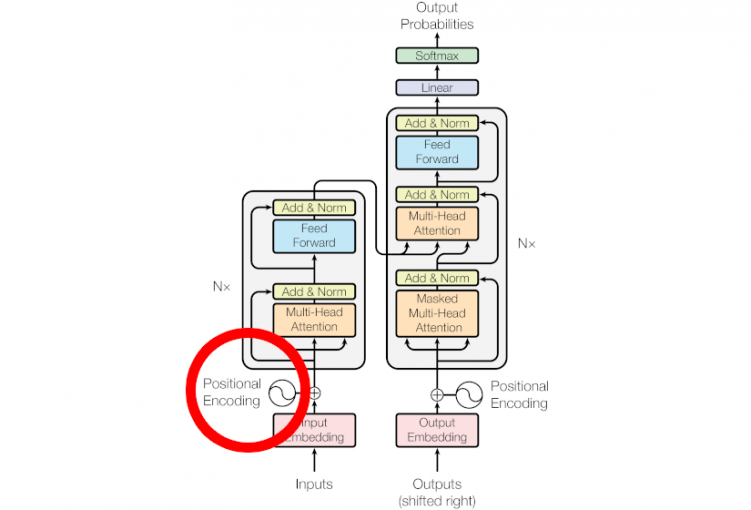 Output
Probabilities
Softmax
Linear
Add & Norm
Feed
Forward
Add & Norm
Multi-Head
Attention
Nx
Add & Norm
Masked
Multi-Head
Attention
Add & Norm
Feed
Forward
Nx
Add & Norm
Multi-Head
Attention
Positional
Encoding
Positional
Encoding
Input
Embedding
Output
Embedding
Inputs
Outputs
(shifted right)